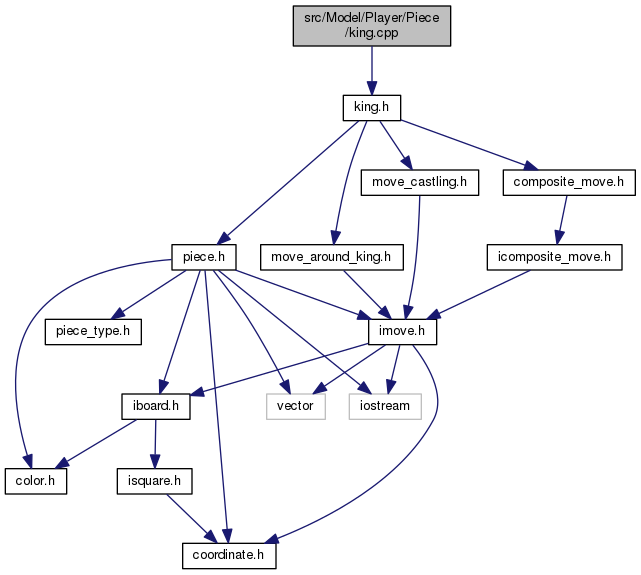 src/Model/Player/Piece
/king.cpp
king.h
move_castling.h
composite_move.h
piece.h
move_around_king.h
icomposite_move.h
piece_type.h
imove.h
iboard.h
vector
iostream
color.h
isquare.h
coordinate.h